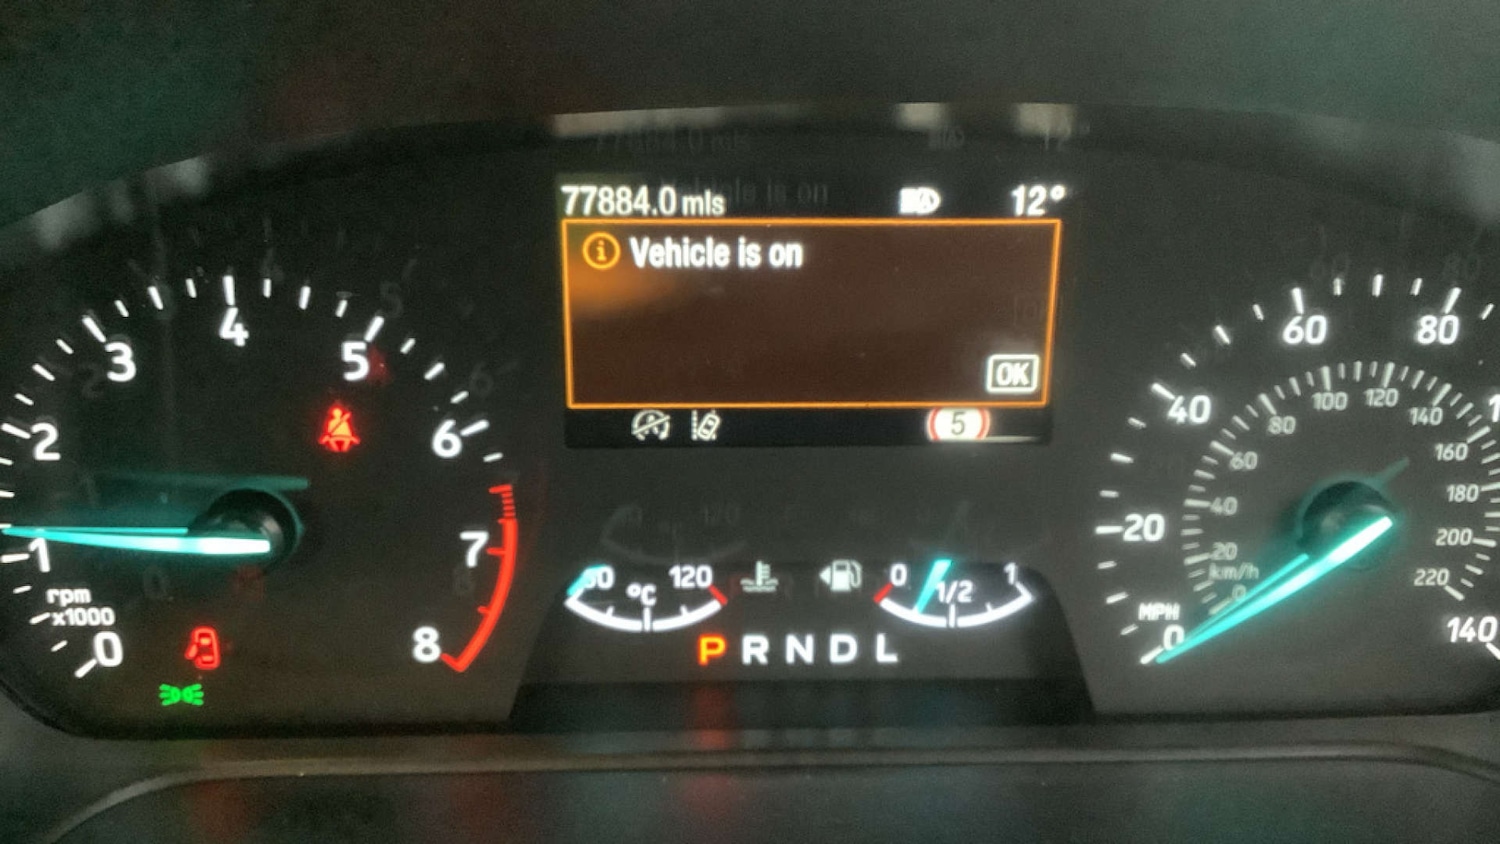 77884.0 mls 12°
Vehicle is on
OK
5
0 1 2 3 4 5 6 7 8
rpm
x1000
120
°C
0 1/2 1
P R N D L
0 20 40 60 80 140
MPH
0 20 40 60 80 100 120 140 160 180 200 220
km/h